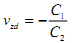 v_zd = -C_1/C_2